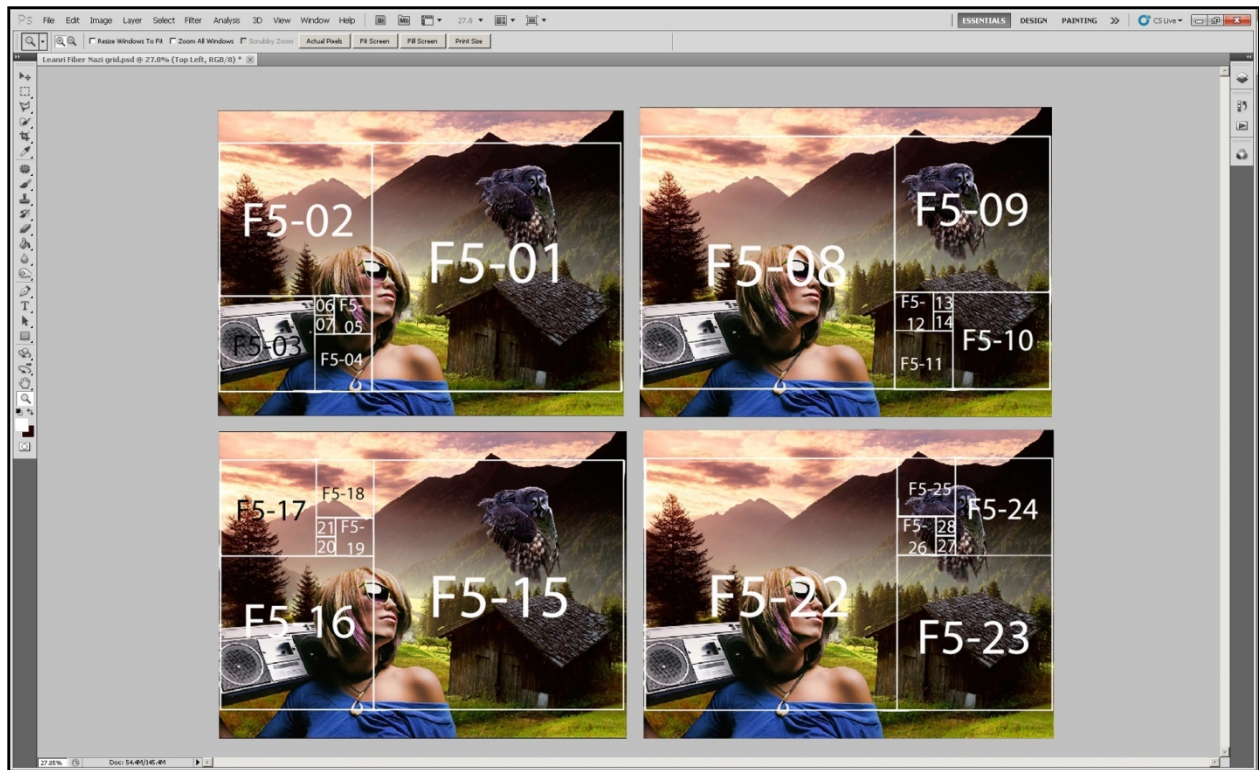 PS File Edit Image Layer Select Filter Analysis 3D View Window Help Br Mb 27.8 ESSENTIALS DESIGN PAINTING CS Live
Resize Windows To Fit Zoom All Windows Scrubby Zoom Actual Pixels Fit Screen Fill Screen Print Size
Leanri Fiber Nazi grid.psd @ 27.8% (Top Left, RGB/8) *
F5-02
F5-01
06 F5-
07 05
F5-03
F5-04
F5-09
F5-08
F5- 13
12 14
F5-10
F5-11
F5-17
F5-18
21 F5-
20 19
F5-15
F5-16
F5-25
F5-24
F5- 28
26 27
F5-22
F5-23
27.85% Doc: 54.4M/145.4M